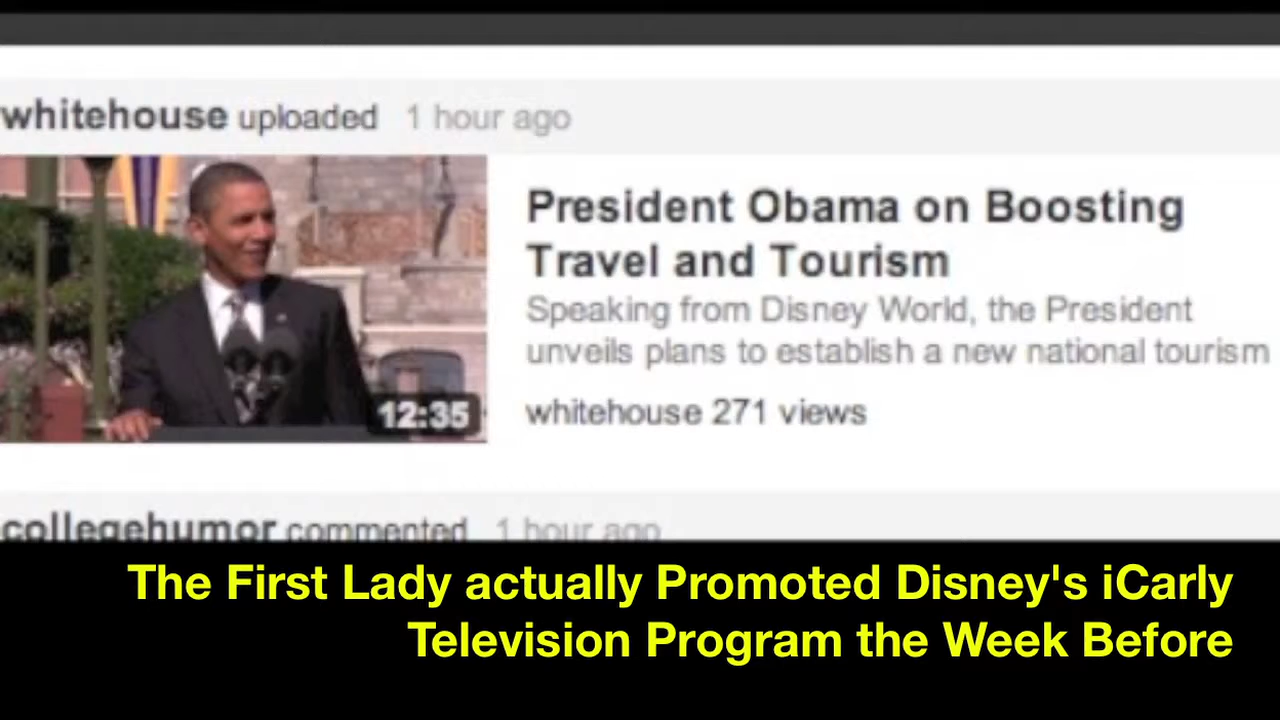 whitehouse uploaded 1 hour ago
President Obama on Boosting
Travel and Tourism
Speaking from Disney World, the President
unveils plans to establish a new national tourism
12:35
whitehouse 271 views
collegehumor commented 1 hour ago
The First Lady actually Promoted Disney's iCarly
Television Program the Week Before